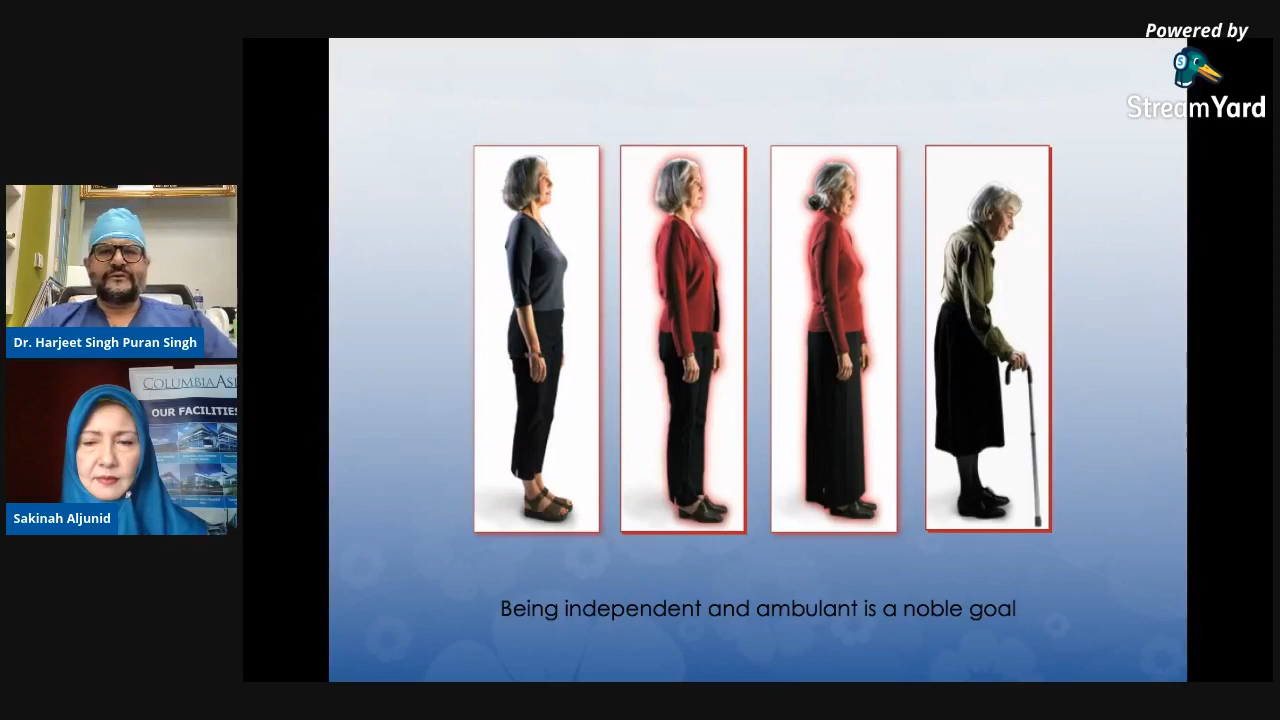 Powered by
StreamYard
Dr. Harjeet Singh Puran Singh
COLUMBIA ASI
OUR FACILITIES
Sakinah Aljunid
Being independent and ambulant is a noble goal